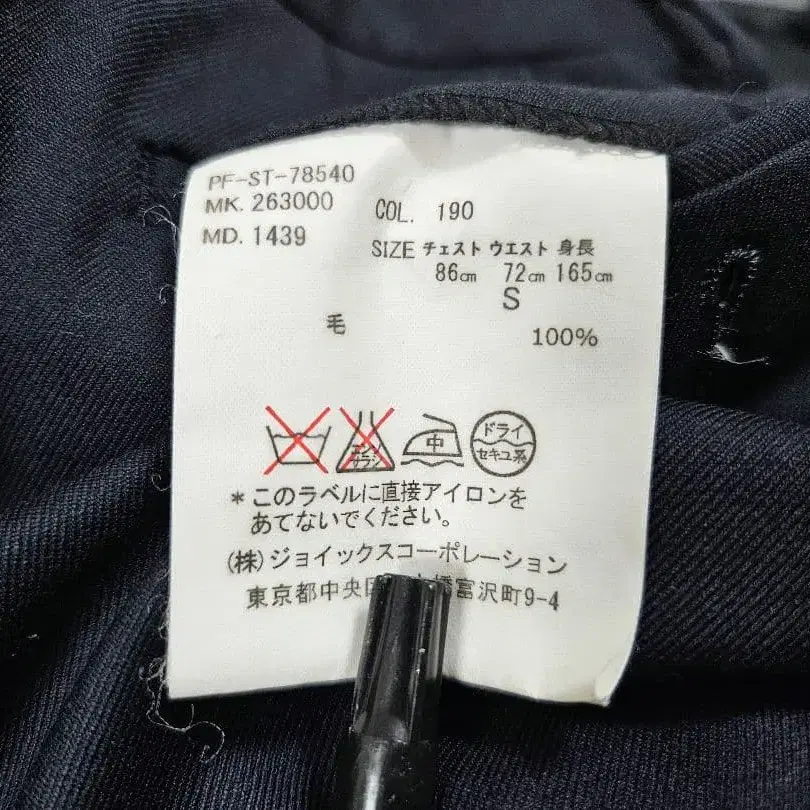 PF-ST-78540
MK. 263000
COL. 190
MD. 1439
SIZE チェスト ウエスト 身長
86㎝ 72㎝ 165㎝
S
毛 100%
中
ドライ
セキユ系
*このラベルに直接アイロンを
あてないでください。
(株)ジョイックスコーポレーション
東京都中央 富沢町9-4